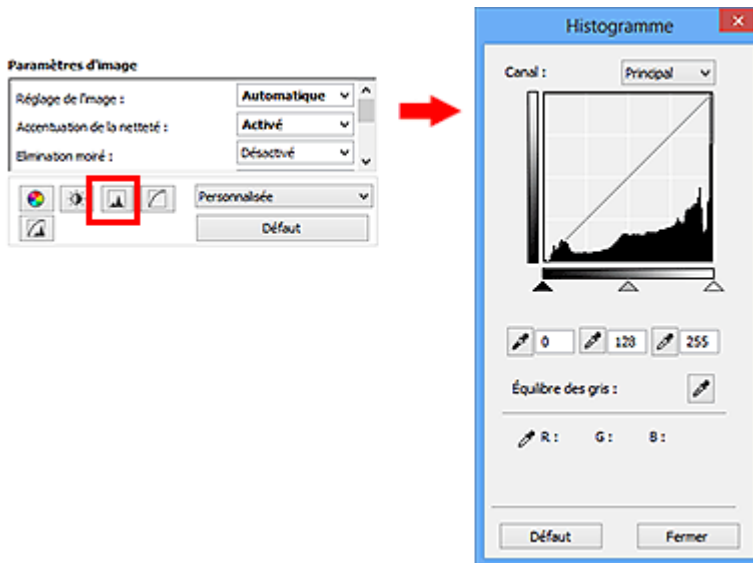 Paramètres d'image
Réglage de l'image : Automatique
Accentuation de la netteté : Activé
Elimination moiré : Désactivé
Personnalisée
Défaut
Histogramme
Canal : Principal
0 128 255
Équilibre des gris :
R : G : B :
Défaut Fermer